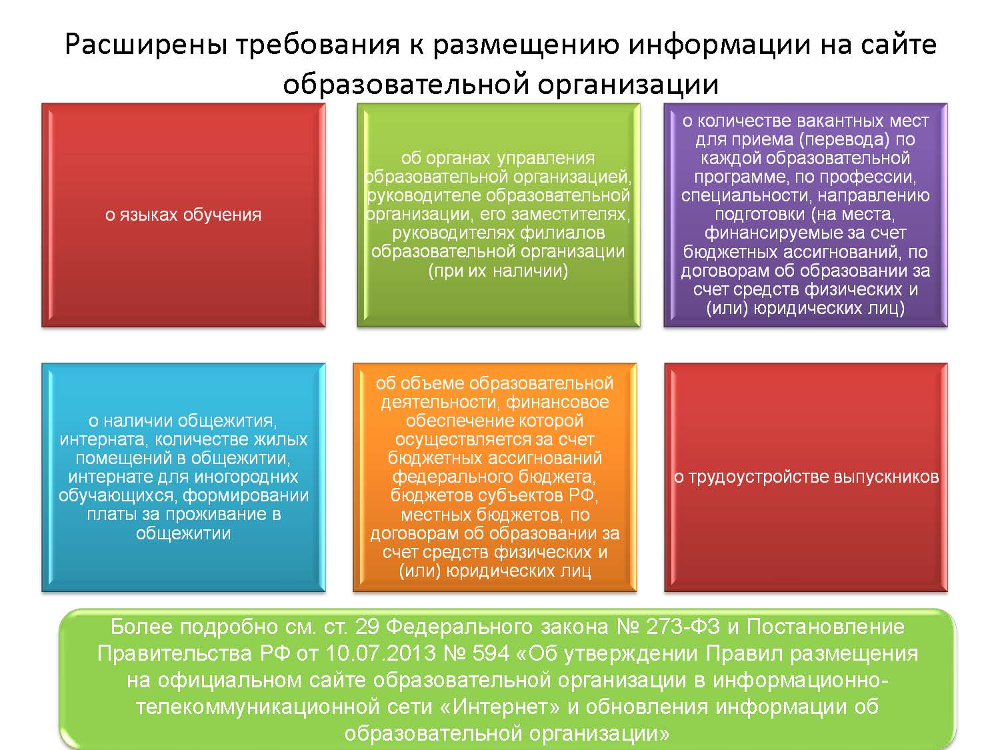 Расширены требования к размещению информации на сайте
образовательной организации
о языках обучения
об органах управления
образовательной организацией,
руководителе образовательной
организации, его заместителях,
руководителях филиалов
образовательной организации
(при их наличии)
о количестве вакантных мест
для приема (перевода) по
каждой образовательной
программе, по профессии,
специальности, направлению
подготовки (на места,
финансируемые за счет
бюджетных ассигнований, по
договорам об образовании за
счет средств физических и
(или) юридических лиц)
о наличии общежития,
интерната, количестве жилых
помещений в общежитии,
интернате для иногородних
обучающихся, формировании
платы за проживание в
общежитии
об объеме образовательной
деятельности, финансовое
обеспечение которой
осуществляется за счет
бюджетных ассигнований
федерального бюджета,
бюджетов субъектов РФ,
местных бюджетов, по
договорам об образовании за
счет средств физических и
(или) юридических лиц
о трудоустройстве выпускников
Более подробно см. ст. 29 Федерального закона № 273-ФЗ и Постановление
Правительства РФ от 10.07.2013 № 594 «Об утверждении Правил размещения
на официальном сайте образовательной организации в информационно-
телекоммуникационной сети «Интернет» и обновления информации об
образовательной организации»